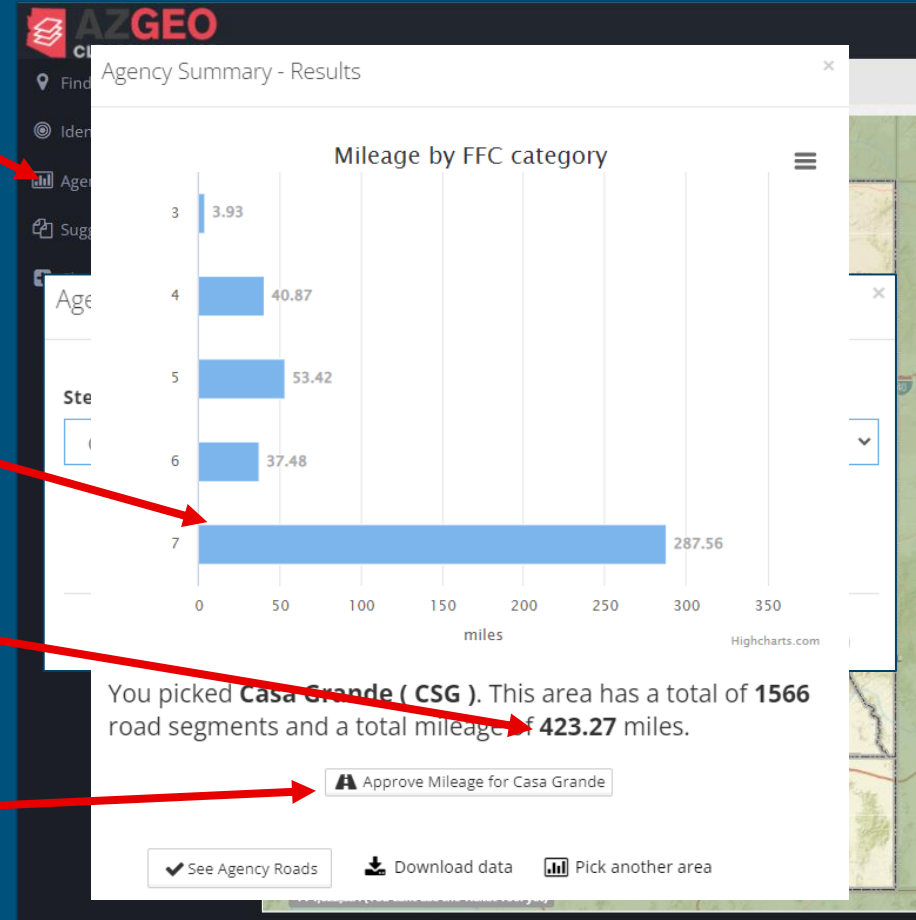 AZGEO
Agency Summary - Results
×
Find
Iden
Agen
Sugg
Mileage by FFC category
3 3.93
4 40.87
5 53.42
6 37.48
7 287.56
0 50 100 150 200 250 300 350
miles
Highcharts.com
Age
×
Ste
40
You picked Casa Grande ( CSG ). This area has a total of 1566
road segments and a total mileage of 423.27 miles.
Approve Mileage for Casa Grande
See Agency Roads Download data Pick another area